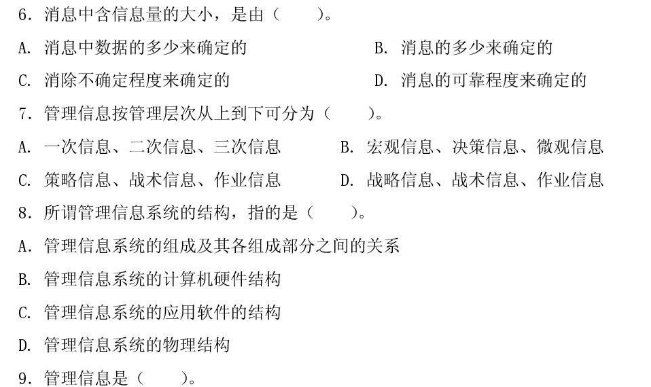 6. 消息中含信息量的大小，是由（　　）。
A. 消息中数据的多少来确定的　　B. 消息的多少来确定的
C. 消除不确定程度来确定的　　D. 消息的可靠程度来确定的
7. 管理信息按管理层次从上到下可分为（　　）。
A. 一次信息、二次信息、三次信息　　B. 宏观信息、决策信息、微观信息
C. 策略信息、战术信息、作业信息　　D. 战略信息、战术信息、作业信息
8. 所谓管理信息系统的结构，指的是（　　）。
A. 管理信息系统的组成及其各组成部分之间的关系
B. 管理信息系统的计算机硬件结构
C. 管理信息系统的应用软件的结构
D. 管理信息系统的物理结构
9. 管理信息是（　　）。